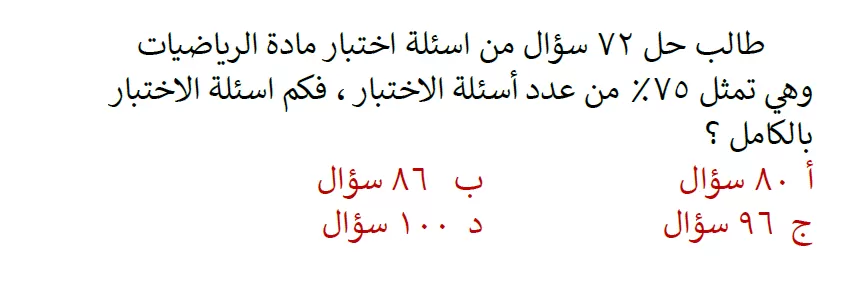 طالب حل ٧٢ سؤال من اسئلة اختبار مادة الرياضيات
وهي تمثل ٧٥٪ من عدد أسئلة الاختبار ، فكم اسئلة الاختبار
بالكامل ؟
أ ٨٠ سؤال ب ٨٦ سؤال
ج ٩٦ سؤال د ١٠٠ سؤال